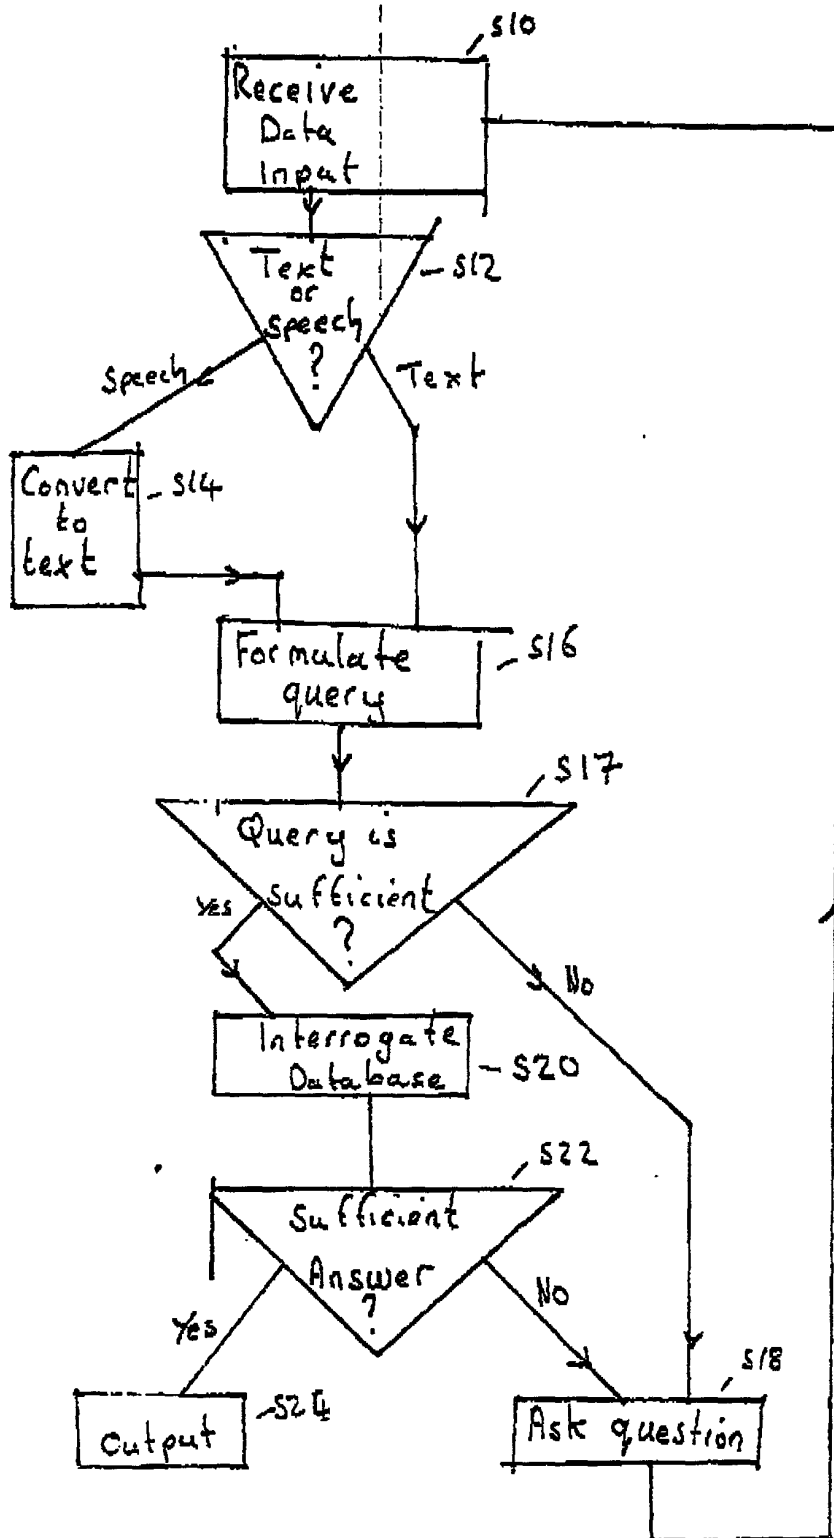 S10
Receive
Data
Input
Text
or
Speech
?
S12
Speech
Text
Convert
to
text
S14
Formulate
query
S16
S17
Query is
sufficient
?
Yes
No
Interrogate
Database
S20
S22
Sufficient
Answer
?
Yes
No
S18
Output
S24
Ask question